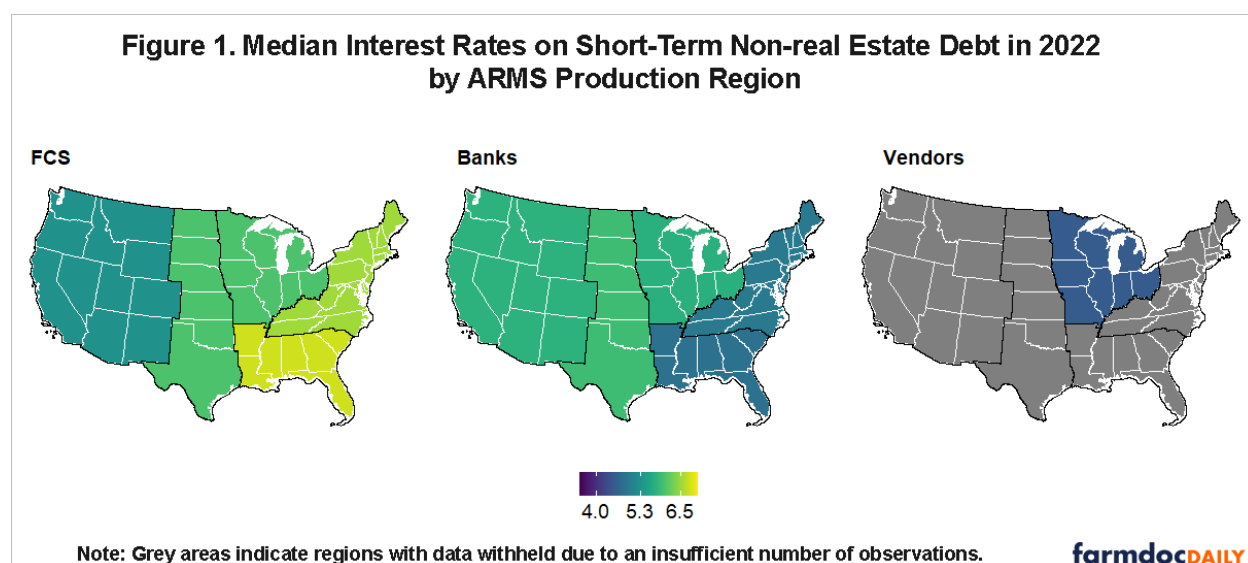 Figure 1. Median Interest Rates on Short-Term Non-real Estate Debt in 2022
by ARMS Production Region
FCS
Banks
Vendors
4.0 5.3 6.5
Note: Grey areas indicate regions with data withheld due to an insufficient number of observations.
farmdocDAILY